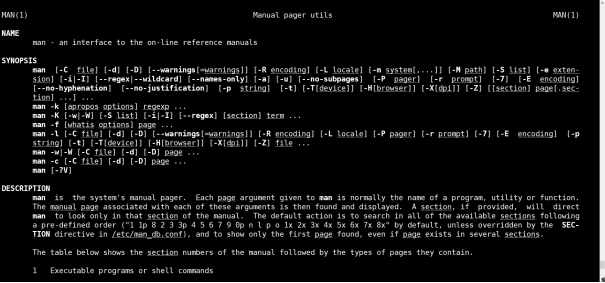 MAN(1) Manual pager utils MAN(1)
NAME
man - an interface to the on-line reference manuals
SYNOPSIS
man [-C file] [-d] [-D] [--warnings[=warnings]] [-R encoding] [-L locale] [-m system[,...]] [-M path] [-S list] [-e exten-
sion] [-i|-I] [--regex|--wildcard] [--names-only] [-a] [-u] [--no-subpages] [-P pager] [-r prompt] [-7] [-E encoding]
[--no-hyphenation] [--no-justification] [-p string] [-t] [-T[device]] [-H[browser]] [-X[dpi]] [-Z] [[section] page[.sec-
tion] ...] ...
man -k [apropos options] regexp ...
man -K [-w|-W] [-S list] [-i|-I] [--regex] [section] term ...
man -f [whatis options] page ...
man -l [-C file] [-d] [-D] [--warnings[=warnings]] [-R encoding] [-L locale] [-P pager] [-r prompt] [-7] [-E encoding] [-p
string] [-t] [-T[device]] [-H[browser]] [-X[dpi]] [-Z] file ...
man -w|-W [-C file] [-d] [-D] page ...
man -c [-C file] [-d] [-D] page ...
man [-?V]
DESCRIPTION
man is the system's manual pager. Each page argument given to man is normally the name of a program, utility or function.
The manual page associated with each of these arguments is then found and displayed. A section, if provided, will direct
man to look only in that section of the manual. The default action is to search in all of the available sections following
a pre-defined order ("1 1p 8 2 3 3p 4 5 6 7 9 0p n l p o 1x 2x 3x 4x 5x 6x 7x 8x" by default, unless overridden by the SEC-
TION directive in /etc/man_db.conf), and to show only the first page found, even if page exists in several sections.
The table below shows the section numbers of the manual followed by the types of pages they contain.
1 Executable programs or shell commands